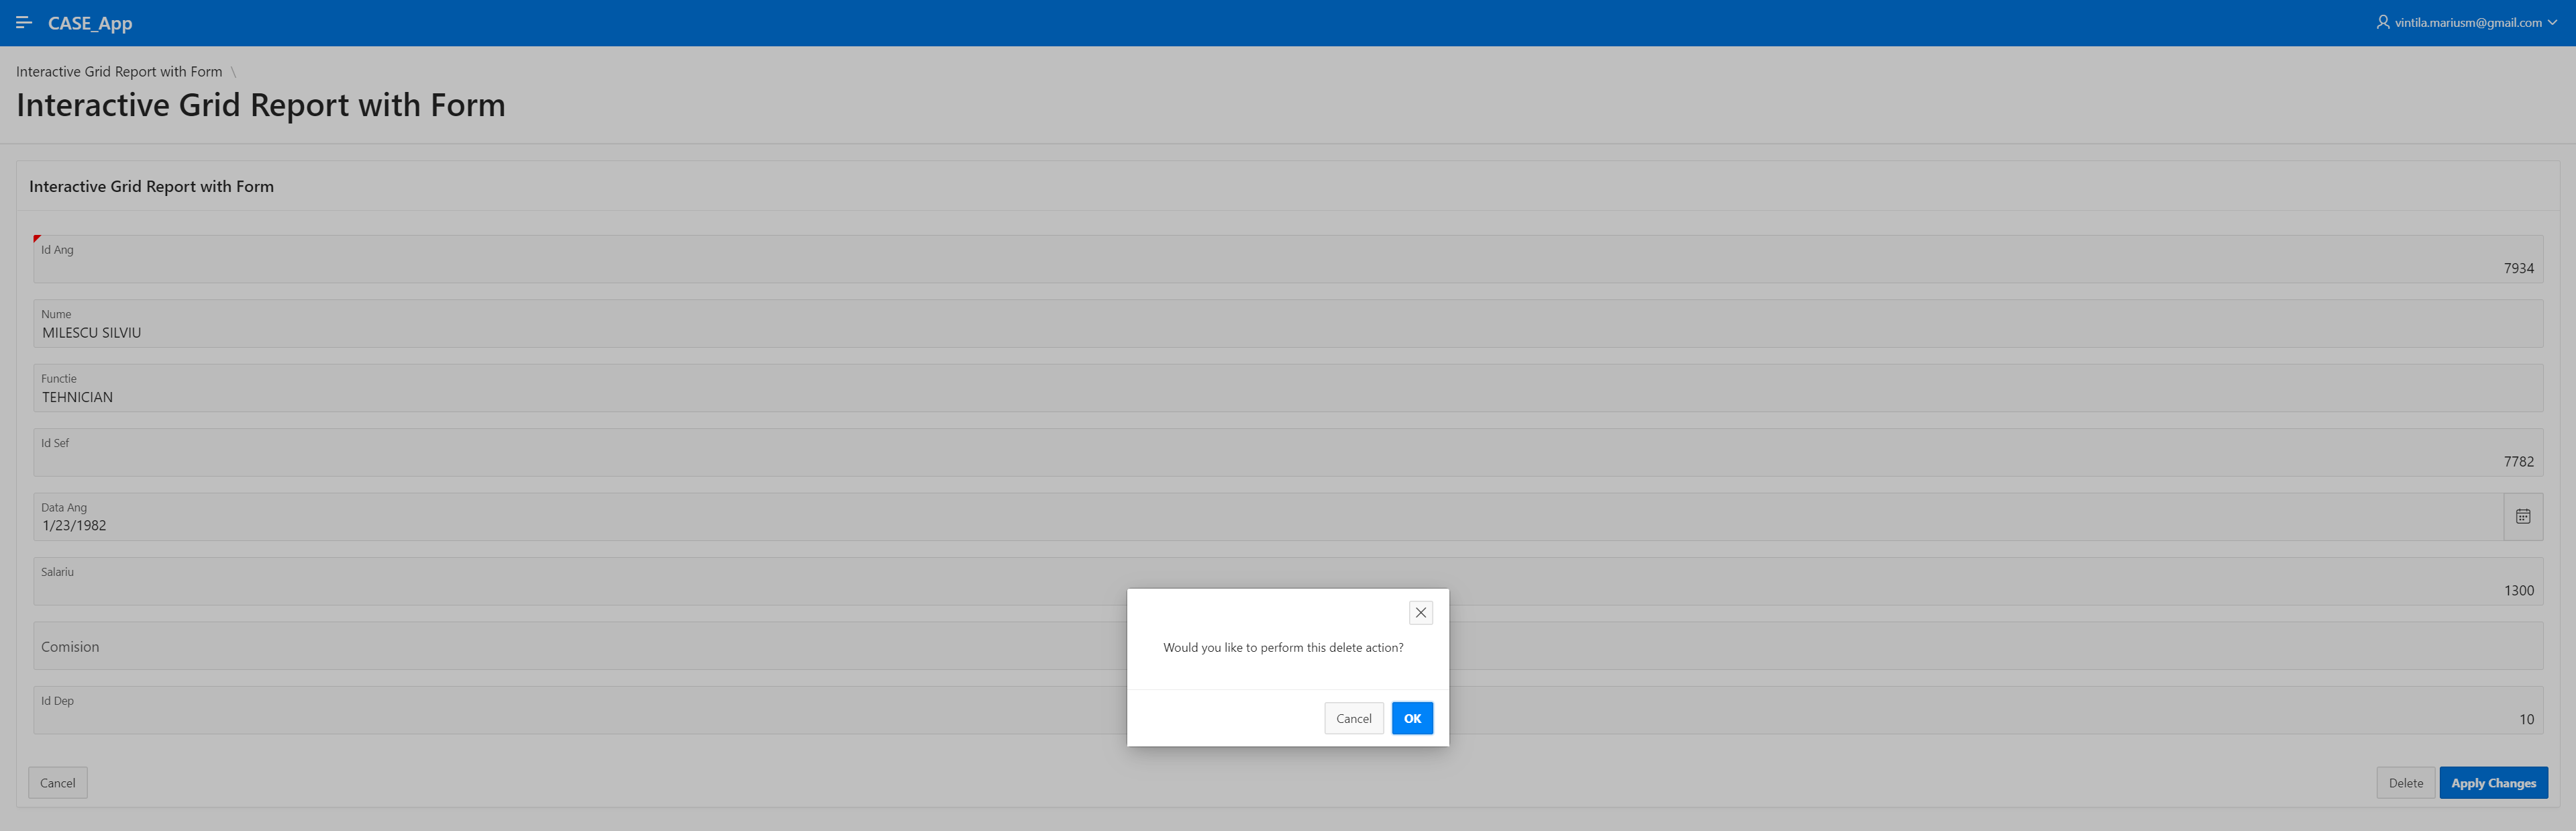 CASE_App
vintila.mariusm@gmail.com
Interactive Grid Report with Form \
Interactive Grid Report with Form
Interactive Grid Report with Form
Id Ang
7934
Nume
MILESCU SILVIU
Functie
TEHNICIAN
Id Sef
7782
Data Ang
1/23/1982
Salariu
1300
Comision
Id Dep
10
Would you like to perform this delete action?
Cancel OK
Cancel Delete Apply Changes